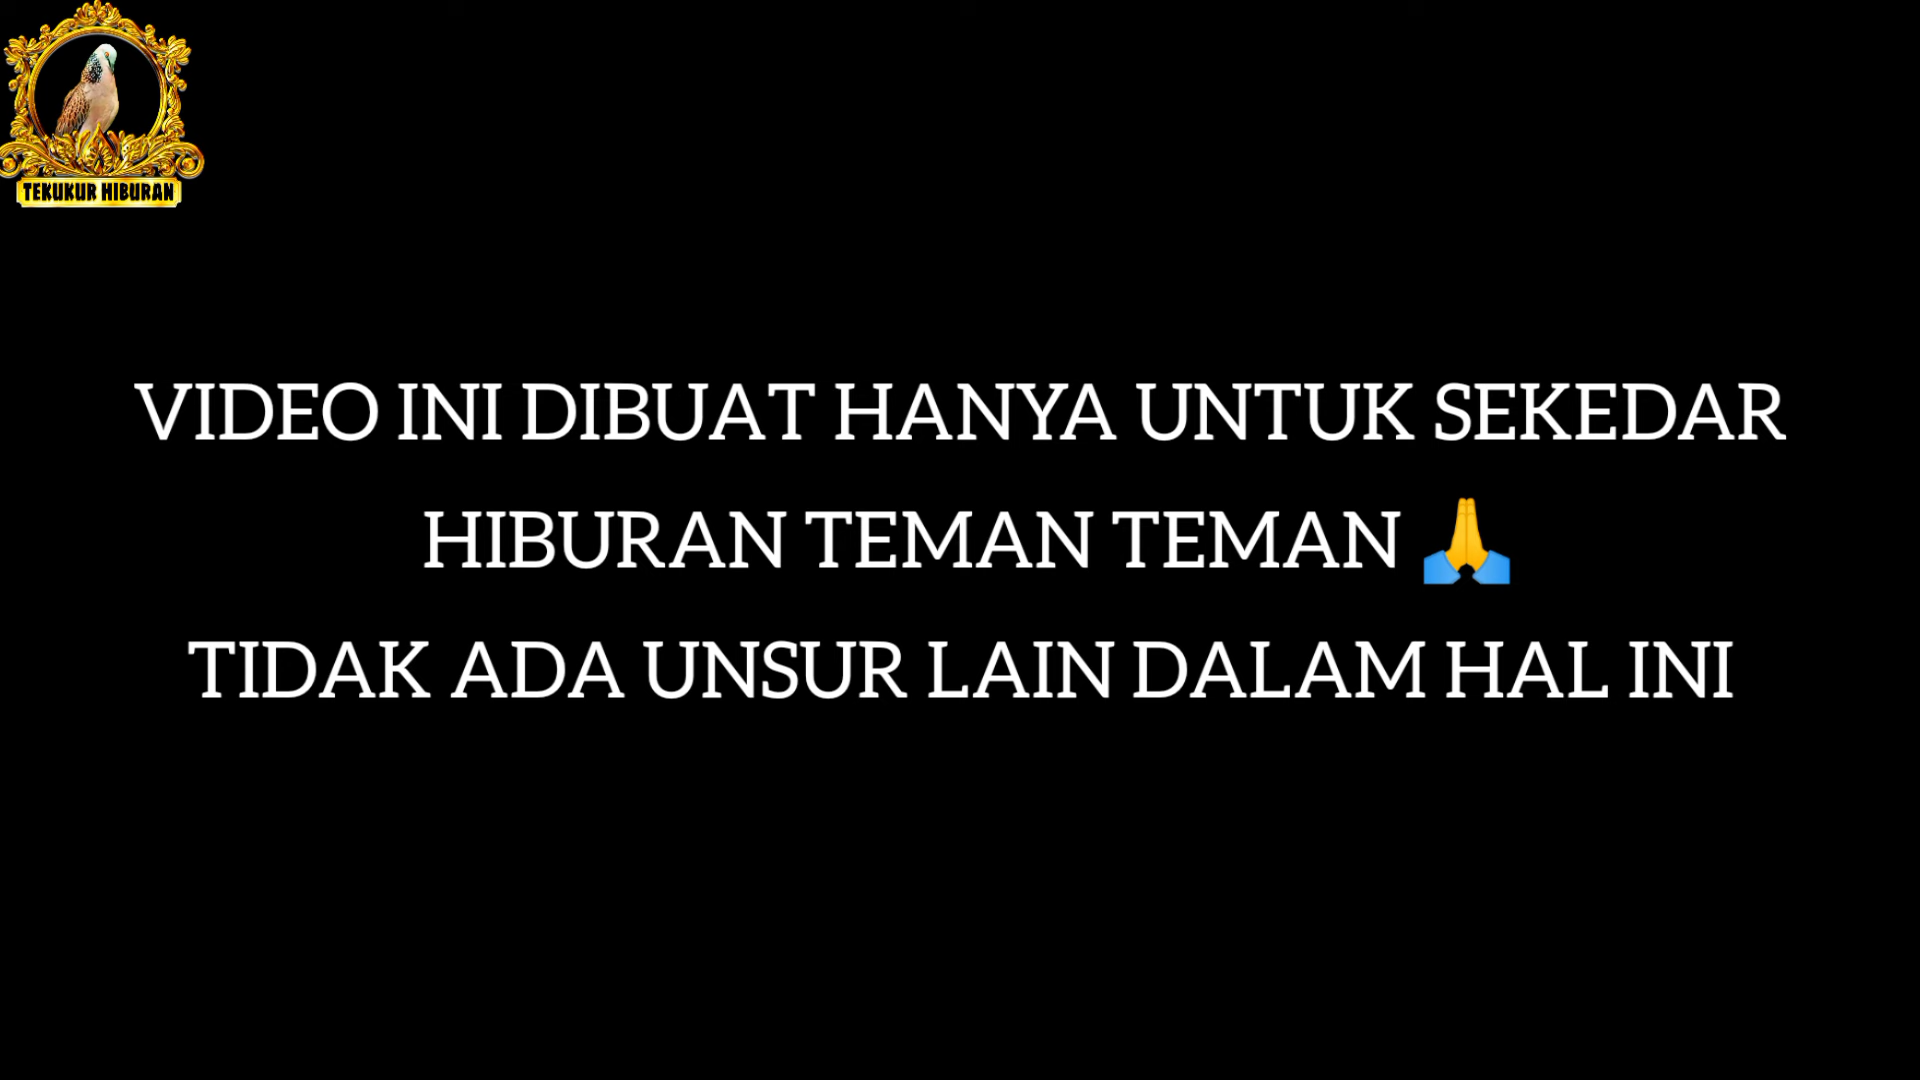 TEKUKUR HIBURAN
VIDEO INI DIBUAT HANYA UNTUK SEKEDAR
HIBURAN TEMAN TEMAN 🙏
TIDAK ADA UNSUR LAIN DALAM HAL INI